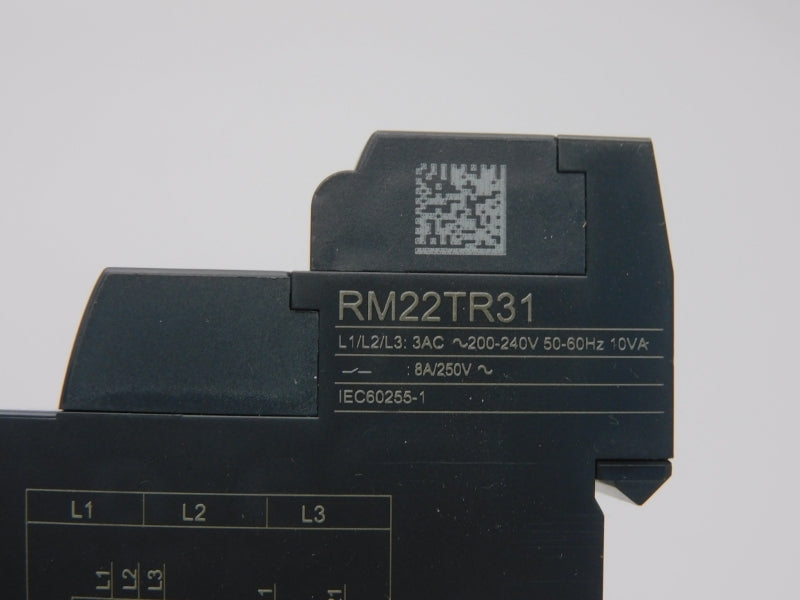 RM22TR31
L1/L2/L3: 3AC ～200-240V 50-60Hz 10VA
: 8A/250V ～
IEC60255-1
L1 L2 L3
L1 L2 L3